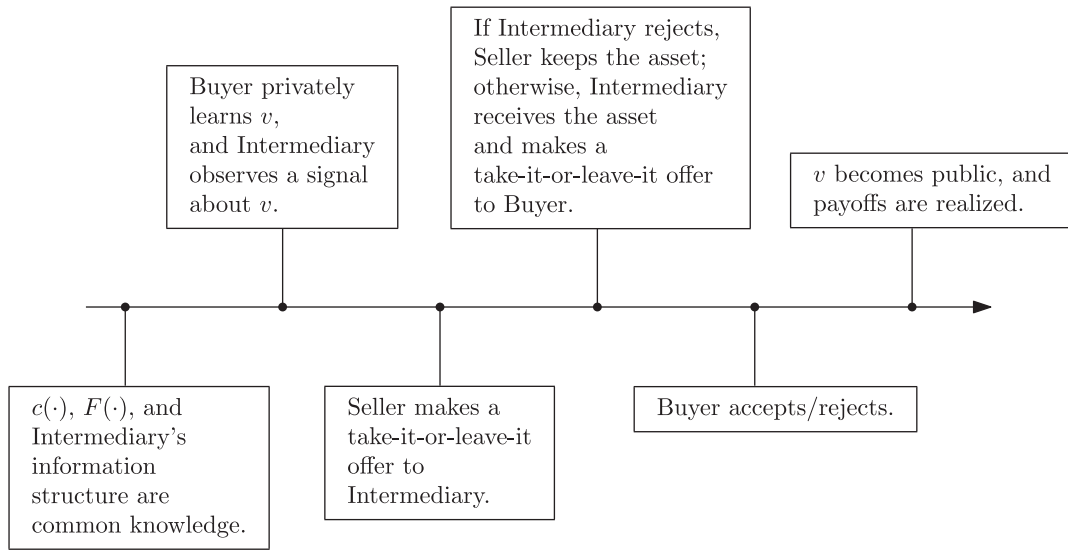 If Intermediary rejects,
Seller keeps the asset;
otherwise, Intermediary
receives the asset
and makes a
take-it-or-leave-it offer
to Buyer.
Buyer privately
learns v,
and Intermediary
observes a signal
about v.
v becomes public, and
payoffs are realized.
c(·), F(·), and
Intermediary's
information
structure are
common knowledge.
Seller makes a
take-it-or-leave-it
offer to
Intermediary.
Buyer accepts/rejects.